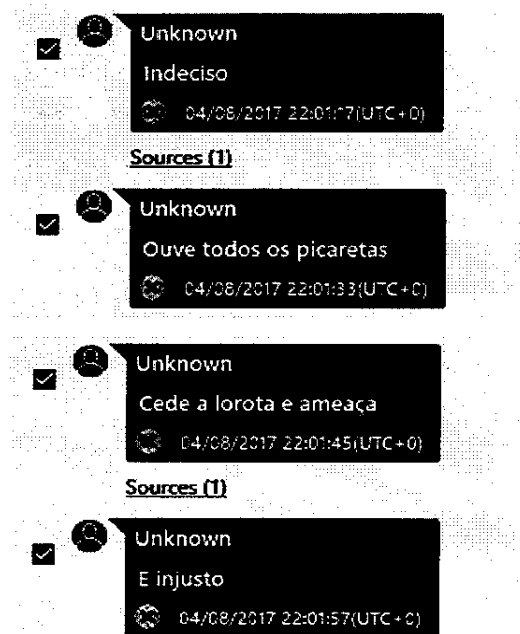 Unknown
Indeciso
04/08/2017 22:01:17(UTC+0)
Sources (1)
Unknown
Ouve todos os picaretas
04/08/2017 22:01:33(UTC+0)
Unknown
Cede a lorota e ameaça
04/08/2017 22:01:45(UTC+0)
Sources (1)
Unknown
E injusto
04/08/2017 22:01:57(UTC+0)